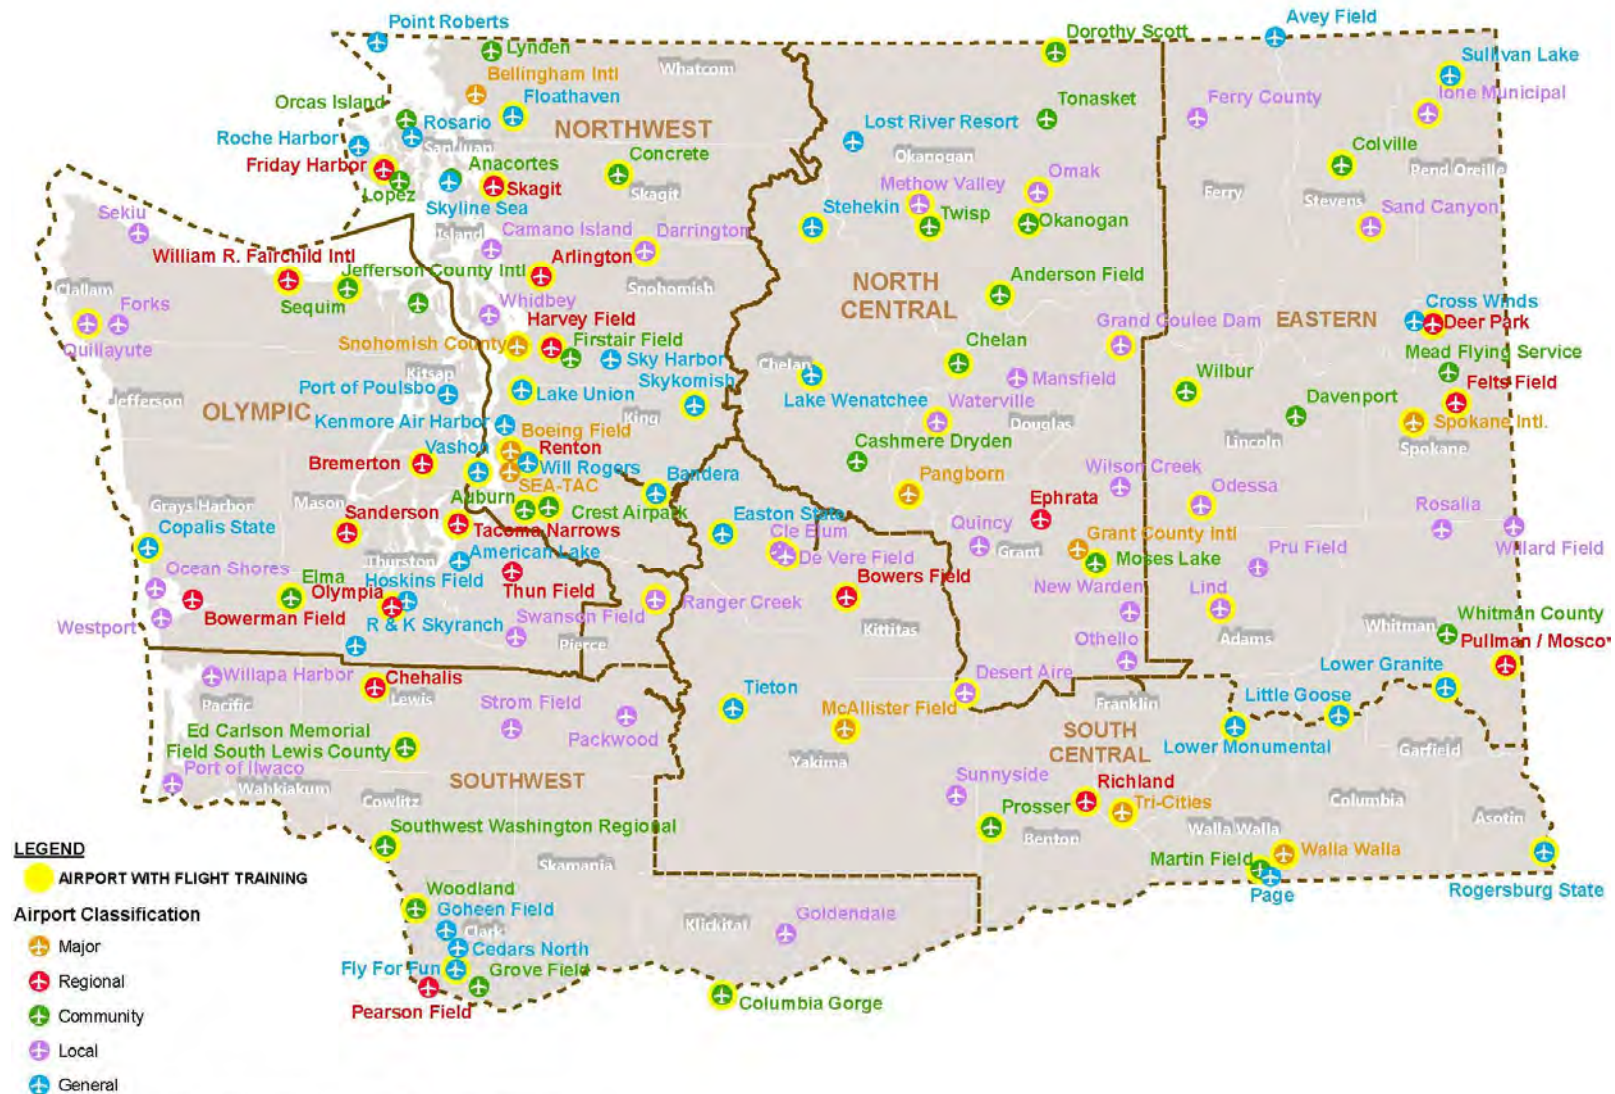 Point Roberts
Avey Field
Lynden
Dorothy Scott
Whatcom
Sullivan Lake
Bellingham Intl
Orcas Island
Floathaven
Tonasket
Ferry County
Ione Municipal
Roche Harbor
Rosario
NORTHWEST
Lost River Resort
San Juan
Okanogan
Colville
Friday Harbor
Anacortes
Concrete
Pend Oreille
Lopez
Skagit
Skagit
Methow Valley
Omak
Ferry
Stevens
Skyline Sea
Stehekin
Twisp
Okanogan
Sand Canyon
Sekiu
Island
Camano Island
Darrington
William R. Fairchild Intl
Jefferson County Intl
Arlington
Anderson Field
Clallam
Forks
Sequim
Snohomish
NORTH
CENTRAL
Whidbey
Cross Winds
Quillayute
Harvey Field
Grand Coulee Dam
EASTERN
Deer Park
Snohomish County
Firstair Field
Chelan
Mead Flying Service
Kitsap
Sky Harbor
Chelan
Wilbur
Felts Field
Port of Poulsbo
Lake Union
Skykomish
Mansfield
Jefferson
OLYMPIC
Lake Wenatchee
Waterville
Davenport
Kenmore Air Harbor
King
Douglas
Spokane Intl.
Boeing Field
Vashon
Renton
Cashmere Dryden
Lincoln
Spokane
Bremerton
Will Rogers
Bandera
Pangborn
Wilson Creek
SEA-TAC
Odessa
Auburn
Crest Airpark
Ephrata
Rosalia
Grays Harbor
Mason
Sanderson
Copalis State
Tacoma Narrows
Easton State
Quincy
Grant County Intl
Cle Elum
Grant
Pru Field
Willard Field
Thurston
American Lake
De Vere Field
Moses Lake
Ocean Shores
Elma
Hoskins Field
Bowers Field
New Warden
Lind
Olympia
Thun Field
Ranger Creek
Whitman County
Westport
Bowerman Field
R & K Skyranch
Swanson Field
Kittitas
Othello
Adams
Whitman
Pierce
Pullman / Mosco
Willapa Harbor
Chehalis
Desert Aire
Lower Granite
Pacific
Lewis
Strom Field
Tieton
Franklin
Little Goose
Packwood
McAllister Field
SOUTH
CENTRAL
Ed Carlson Memorial
Field South Lewis County
Lower Monumental
Garfield
Port of Ilwaco
Yakima
SOUTHWEST
Sunnyside
Richland
Wahkiakum
Cowlitz
Prosser
Tri-Cities
Columbia
Southwest Washington Regional
Benton
Walla Walla
Asotin
LEGEND
AIRPORT WITH FLIGHT TRAINING
Skamania
Martin Field
Walla Walla
Woodland
Page
Rogersburg State
Airport Classification
Goheen Field
Klickitat
Goldendale
Major
Clark
Cedars North
Regional
Fly For Fun
Grove Field
Pearson Field
Columbia Gorge
Community
Local
General